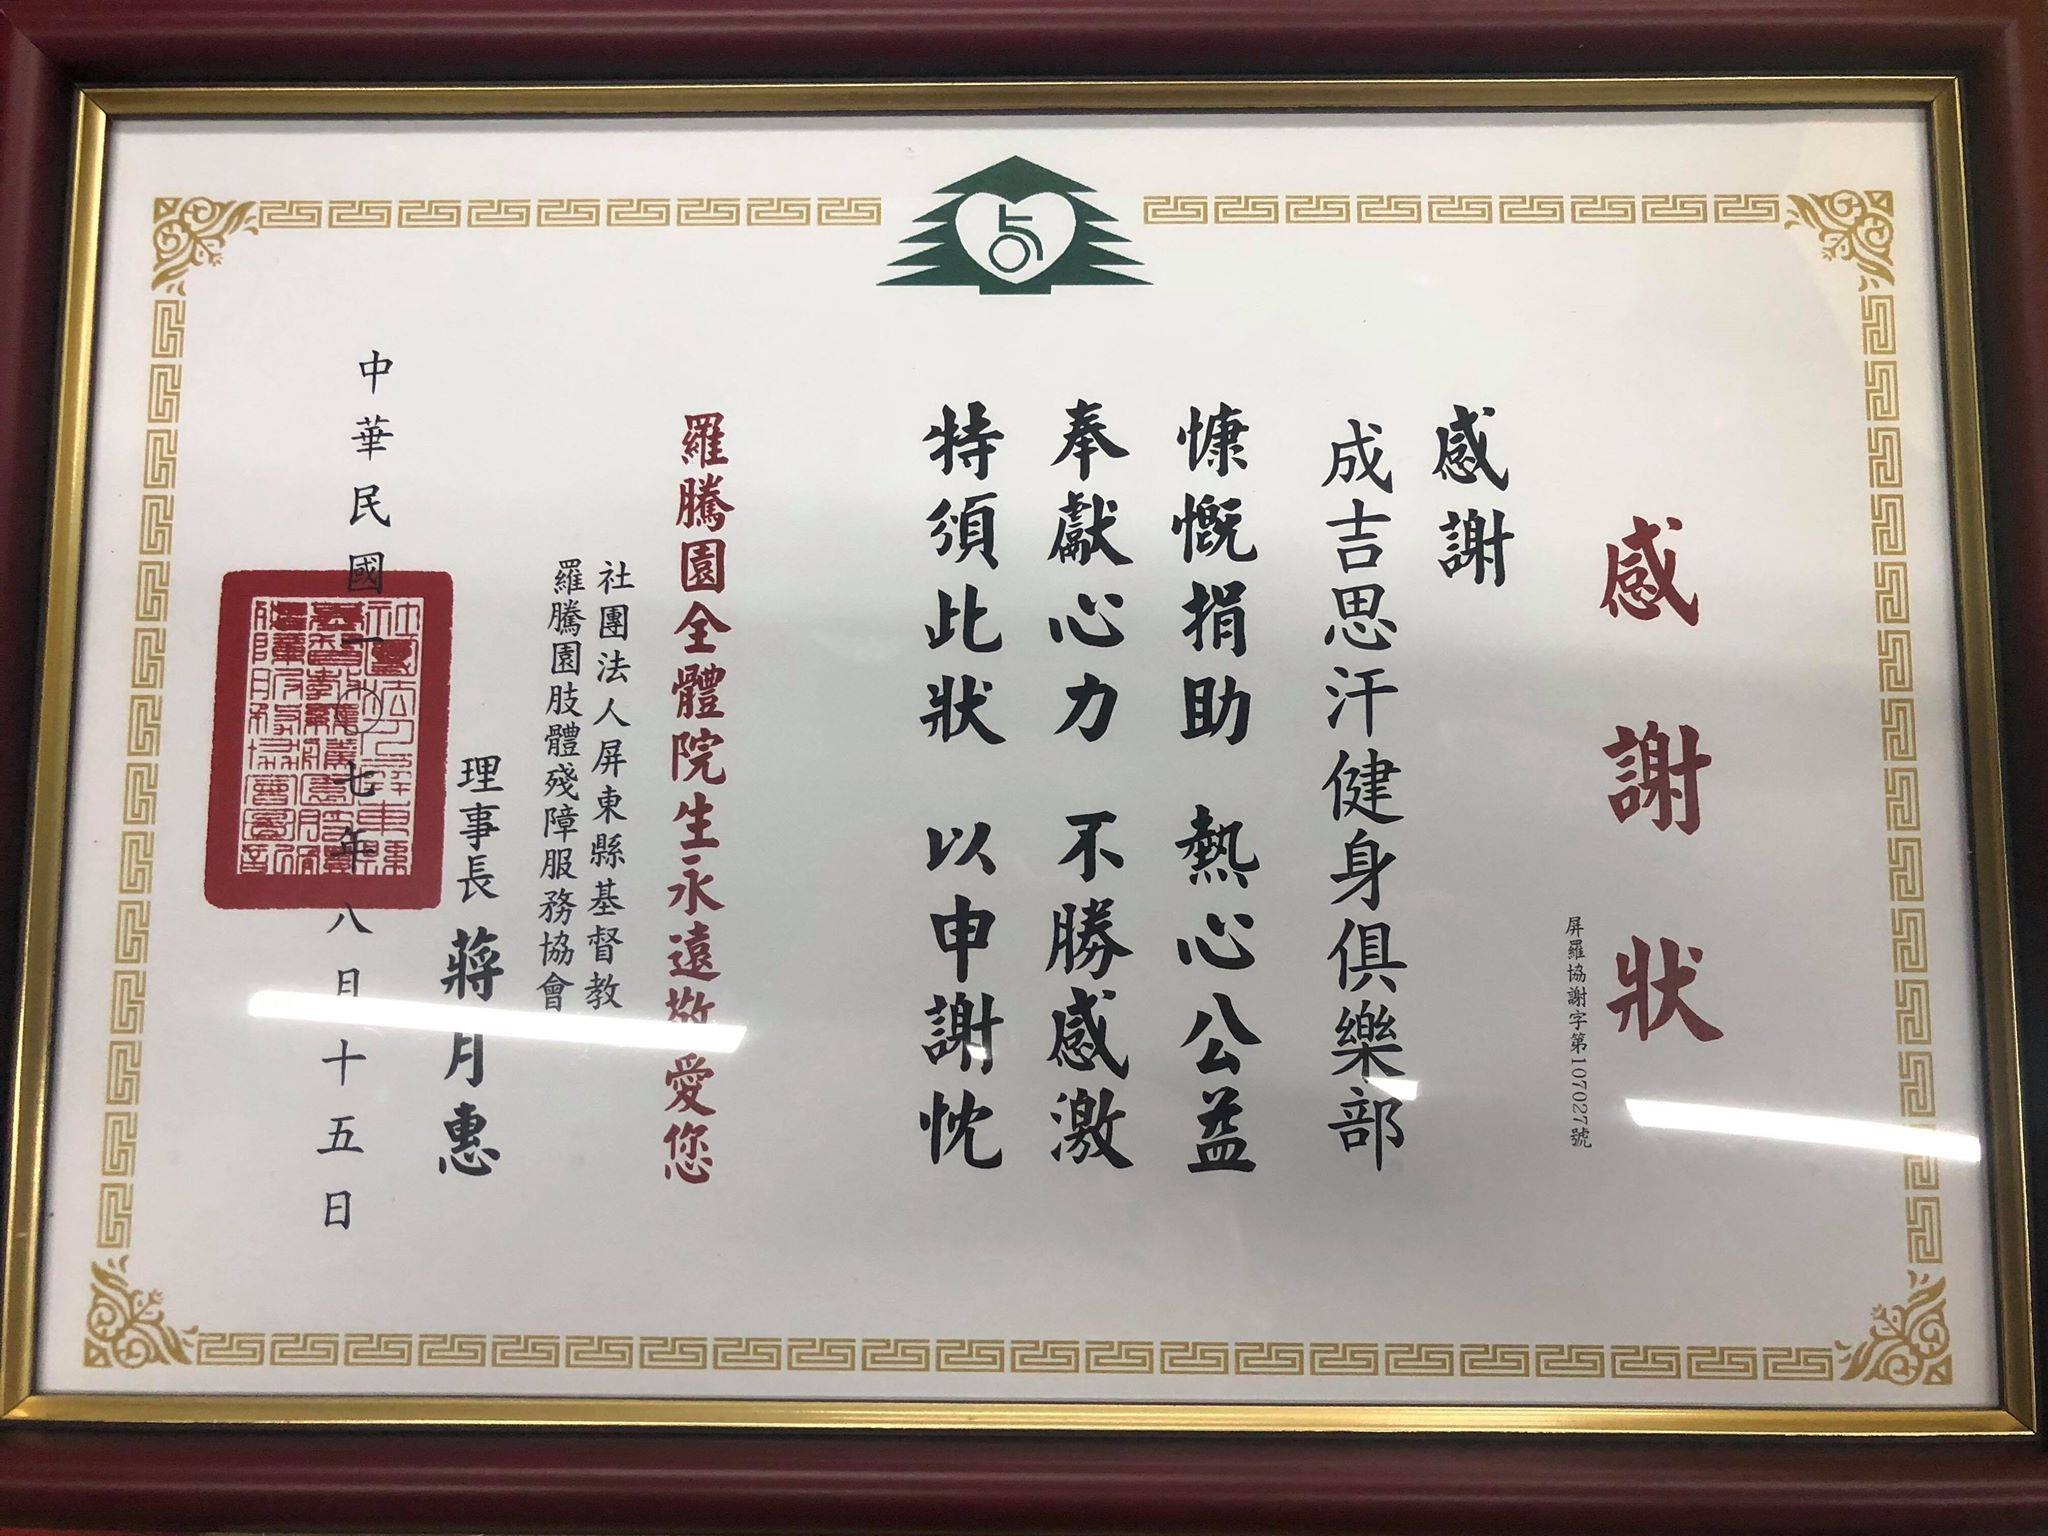 感謝狀
屏羅協謝字第107027號
感謝
成吉思汗健身俱樂部
慷慨捐助 熱心公益
奉獻心力 不勝感激
特頒此狀 以申謝忱
羅騰園全體院生永遠敬愛您
社團法人屏東縣基督教
羅騰園肢體殘障服務協會
理事長 蔣月惠
中華民國一〇七年八月十五日